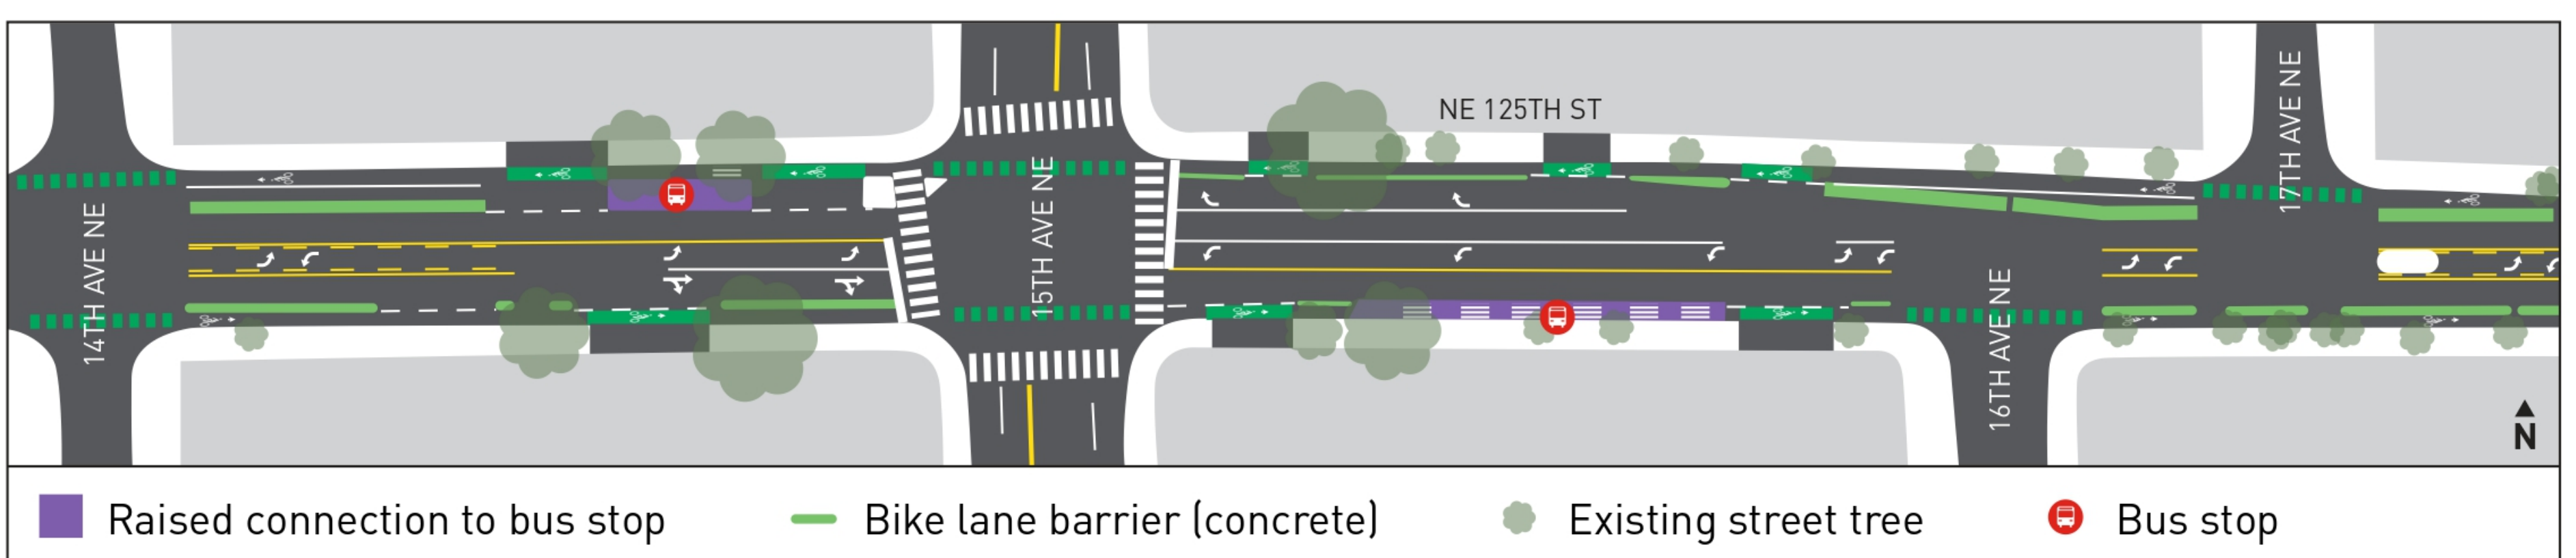 NE 125TH ST
14TH AVE NE
15TH AVE NE
16TH AVE NE
17TH AVE NE
N
Raised connection to bus stop
Bike lane barrier (concrete)
Existing street tree
Bus stop